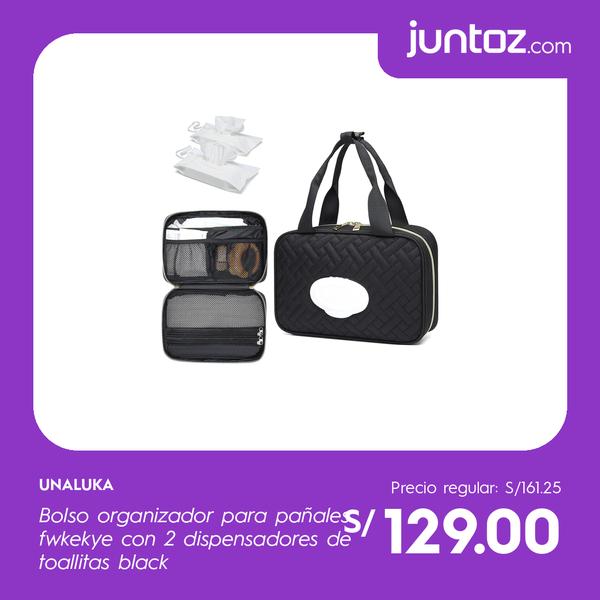 juntoz.com
UNALUKA
Bolso organizador para pañales
fwkekye con 2 dispensadores de
toallitas black
Precio regular: S/161.25
S/ 129.00